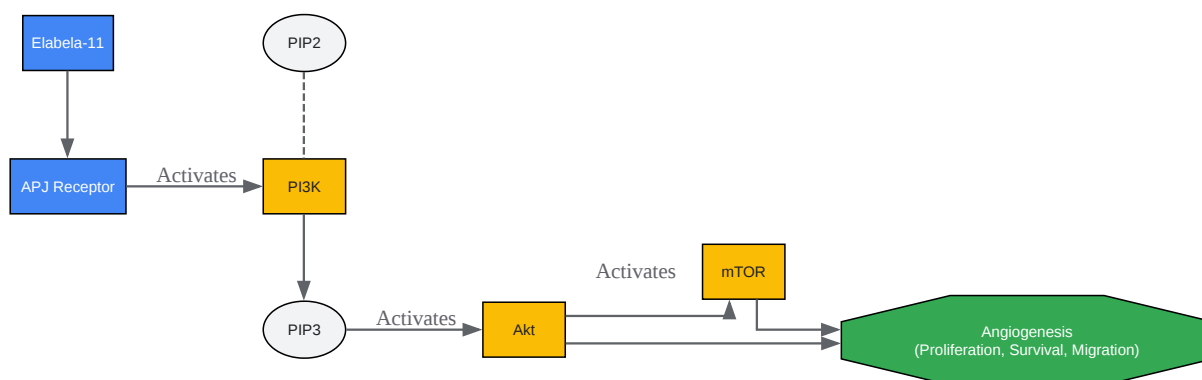 Elabela-11
PIP2
APJ Receptor
Activates
PI3K
PIP3
Activates
Akt
Activates
mTOR
Angiogenesis
(Proliferation, Survival, Migration)